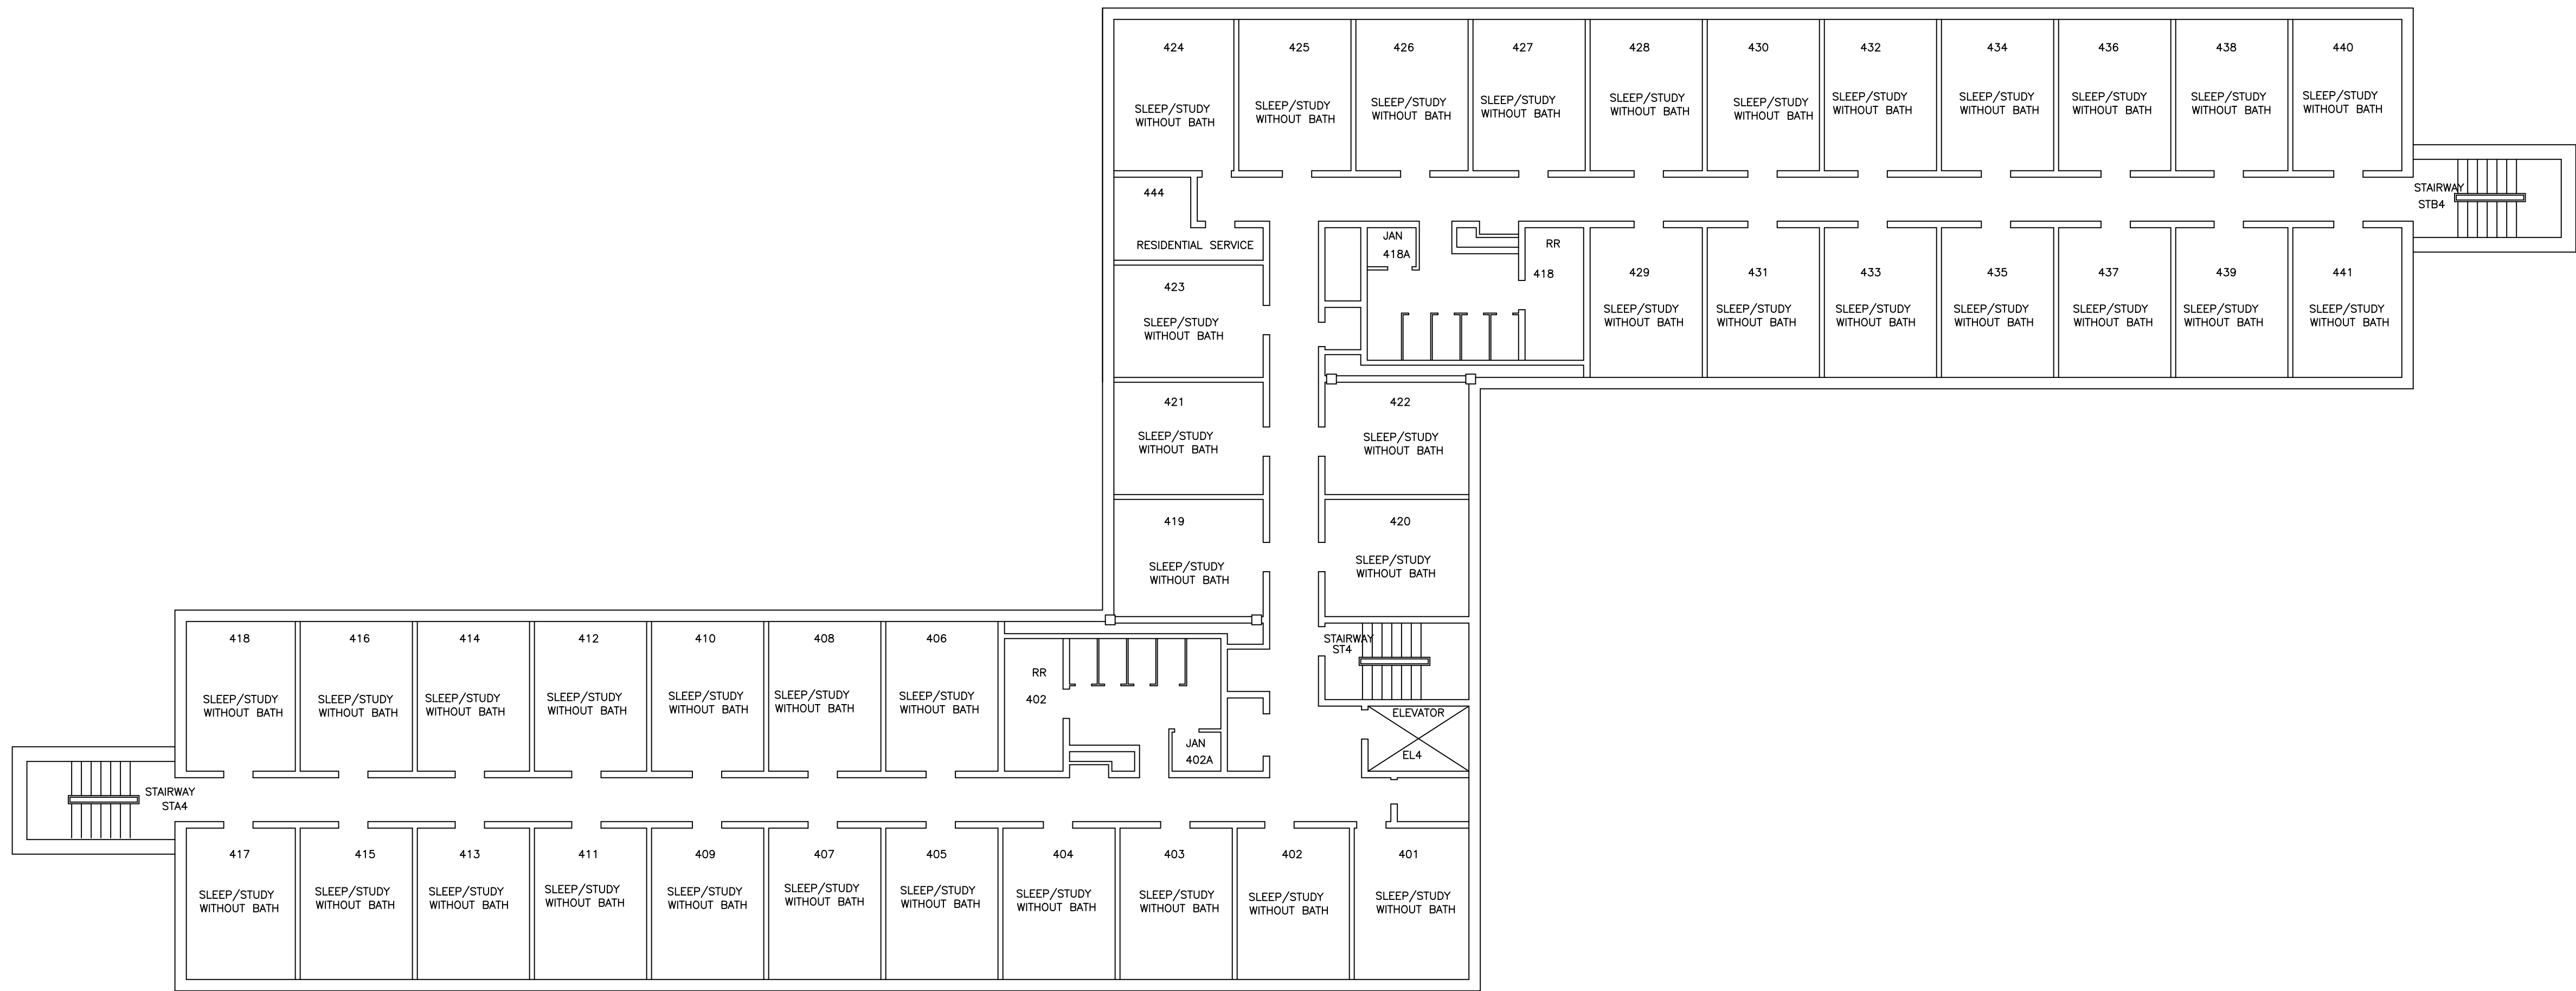 424
SLEEP/STUDY
WITHOUT BATH
425
SLEEP/STUDY
WITHOUT BATH
426
SLEEP/STUDY
WITHOUT BATH
427
SLEEP/STUDY
WITHOUT BATH
428
SLEEP/STUDY
WITHOUT BATH
430
SLEEP/STUDY
WITHOUT BATH
432
SLEEP/STUDY
WITHOUT BATH
434
SLEEP/STUDY
WITHOUT BATH
436
SLEEP/STUDY
WITHOUT BATH
438
SLEEP/STUDY
WITHOUT BATH
440
SLEEP/STUDY
WITHOUT BATH
STAIRWAY
STB4
444
RESIDENTIAL SERVICE
JAN
418A
RR
418
429
SLEEP/STUDY
WITHOUT BATH
431
SLEEP/STUDY
WITHOUT BATH
433
SLEEP/STUDY
WITHOUT BATH
435
SLEEP/STUDY
WITHOUT BATH
437
SLEEP/STUDY
WITHOUT BATH
439
SLEEP/STUDY
WITHOUT BATH
441
SLEEP/STUDY
WITHOUT BATH
423
SLEEP/STUDY
WITHOUT BATH
421
SLEEP/STUDY
WITHOUT BATH
422
SLEEP/STUDY
WITHOUT BATH
419
SLEEP/STUDY
WITHOUT BATH
420
SLEEP/STUDY
WITHOUT BATH
418
SLEEP/STUDY
WITHOUT BATH
416
SLEEP/STUDY
WITHOUT BATH
414
SLEEP/STUDY
WITHOUT BATH
412
SLEEP/STUDY
WITHOUT BATH
410
SLEEP/STUDY
WITHOUT BATH
408
SLEEP/STUDY
WITHOUT BATH
406
SLEEP/STUDY
WITHOUT BATH
RR
402
JAN
402A
STAIRWAY
ST4
ELEVATOR
EL4
STAIRWAY
STA4
417
SLEEP/STUDY
WITHOUT BATH
415
SLEEP/STUDY
WITHOUT BATH
413
SLEEP/STUDY
WITHOUT BATH
411
SLEEP/STUDY
WITHOUT BATH
409
SLEEP/STUDY
WITHOUT BATH
407
SLEEP/STUDY
WITHOUT BATH
405
SLEEP/STUDY
WITHOUT BATH
404
SLEEP/STUDY
WITHOUT BATH
403
SLEEP/STUDY
WITHOUT BATH
402
SLEEP/STUDY
WITHOUT BATH
401
SLEEP/STUDY
WITHOUT BATH